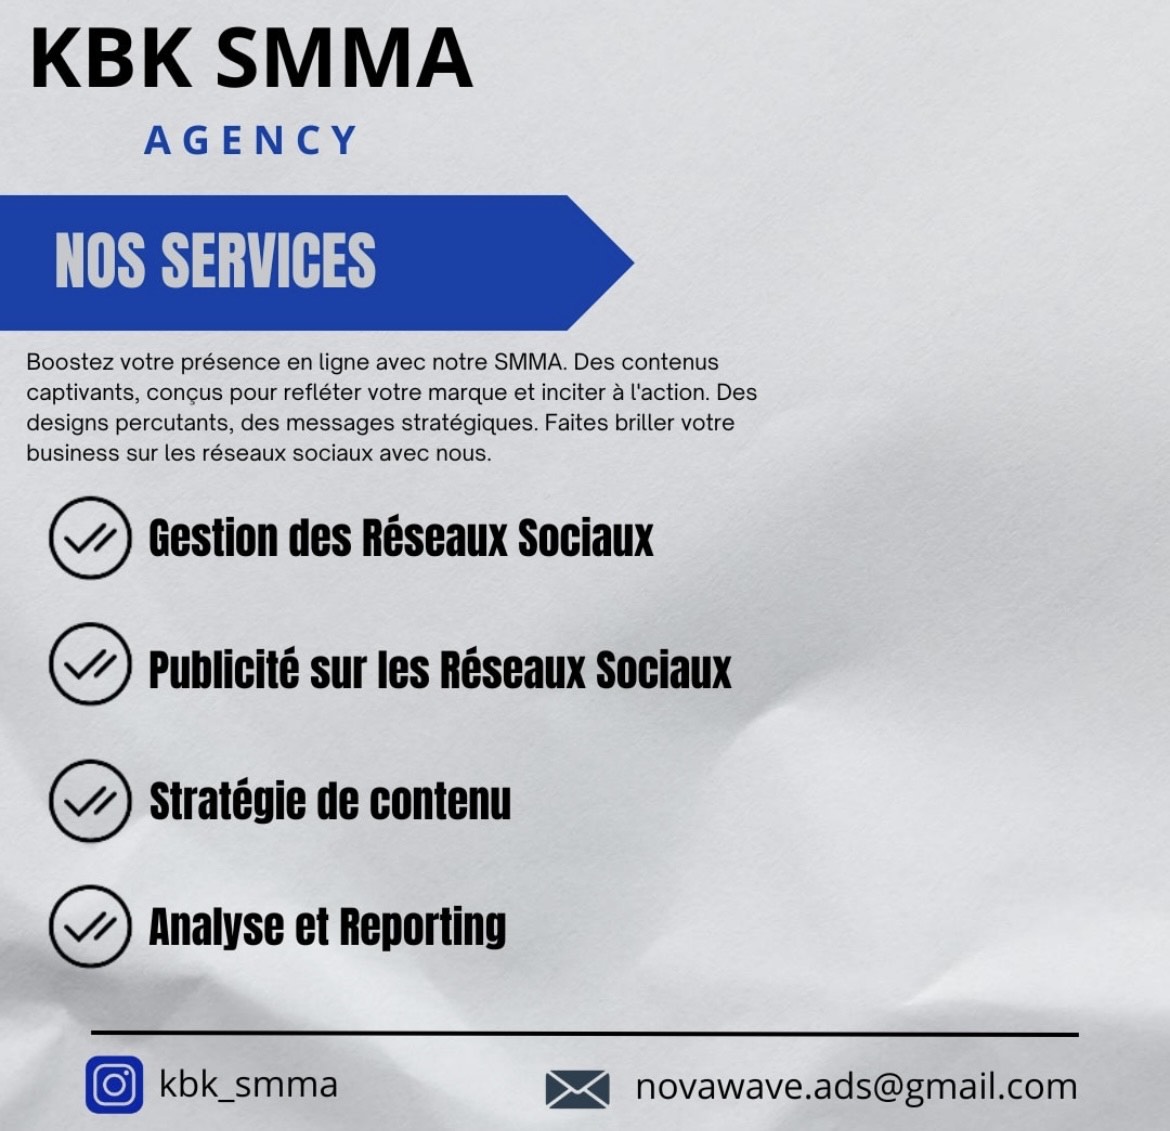 KBK SMMA
AGENCY
NOS SERVICES
Boostez votre présence en ligne avec notre SMMA. Des contenus
captivants, conçus pour refléter votre marque et inciter à l'action. Des
designs percutants, des messages stratégiques. Faites briller votre
business sur les réseaux sociaux avec nous.
Gestion des Réseaux Sociaux
Publicité sur les Réseaux Sociaux
Stratégie de contenu
Analyse et Reporting
kbk_smma
novawave.ads@gmail.com